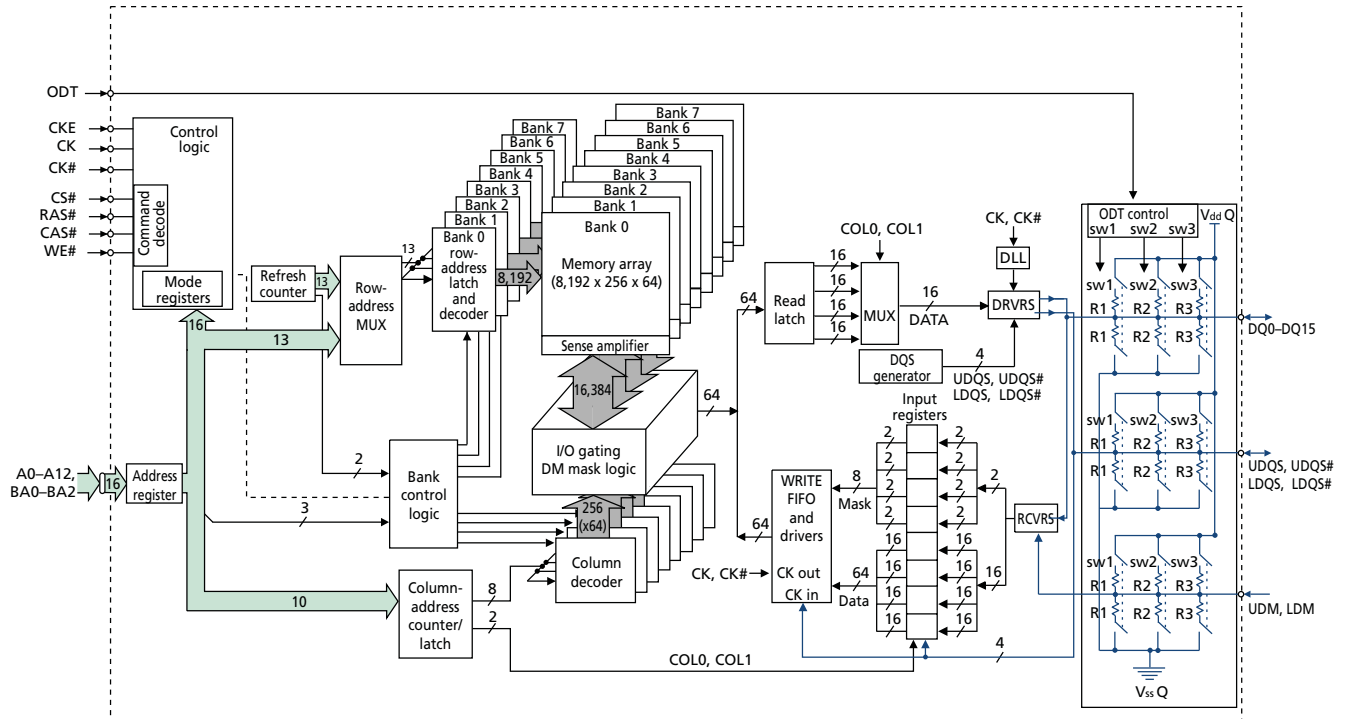 ODT
CKE
CK
CK#
CS#
RAS#
CAS#
WE#
Control
logic
Command
decode
Mode
registers
16
Refresh
counter
13
13
Row-
address
MUX
13
Bank 7
Bank 6
Bank 5
Bank 4
Bank 3
Bank 2
Bank 1
Bank 0
row-
address
latch
and
decoder
8,192
Bank 7
Bank 6
Bank 5
Bank 4
Bank 3
Bank 2
Bank 1
Bank 0
Memory array
(8,192 x 256 x 64)
Sense amplifier
16,384
I/O gating
DM mask logic
256
(x64)
Column
decoder
A0–A12,
BA0–BA2
16
Address
register
2
3
Bank
control
logic
10
Column-
address
counter/
latch
8
2
COL0, COL1
64
64
64
Read
latch
16
16
16
16
COL0, COL1
MUX
16
DATA
CK, CK#
DLL
DRVRS
DQS
generator
4
UDQS, UDQS#
LDQS, LDQS#
Input
registers
2
2
2
2
16
16
16
16
2
2
2
2
16
16
16
16
2
16
RCVRS
8
Mask
64
Data
WRITE
FIFO
and
drivers
CK out
CK in
CK, CK#
4
ODT control
sw1 sw2 sw3
Vdd Q
sw1 sw2 sw3
R1 R2 R3
R1 R2 R3
DQ0–DQ15
sw1 sw2 sw3
R1 R2 R3
R1 R2 R3
UDQS, UDQS#
LDQS, LDQS#
sw1 sw2 sw3
R1 R2 R3
R1 R2 R3
UDM, LDM
Vss Q